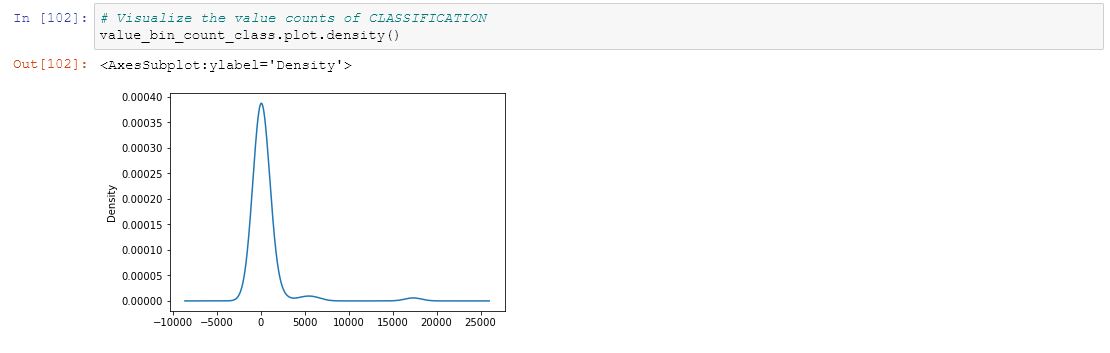 In [102]: # Visualize the value counts of CLASSIFICATION
value_bin_count_class.plot.density()
Out[102]: <AxesSubplot:ylabel='Density'>
0.00040
0.00035
0.00030
0.00025
0.00020
0.00015
0.00010
0.00005
0.00000
Density
−10000 −5000 0 5000 10000 15000 20000 25000